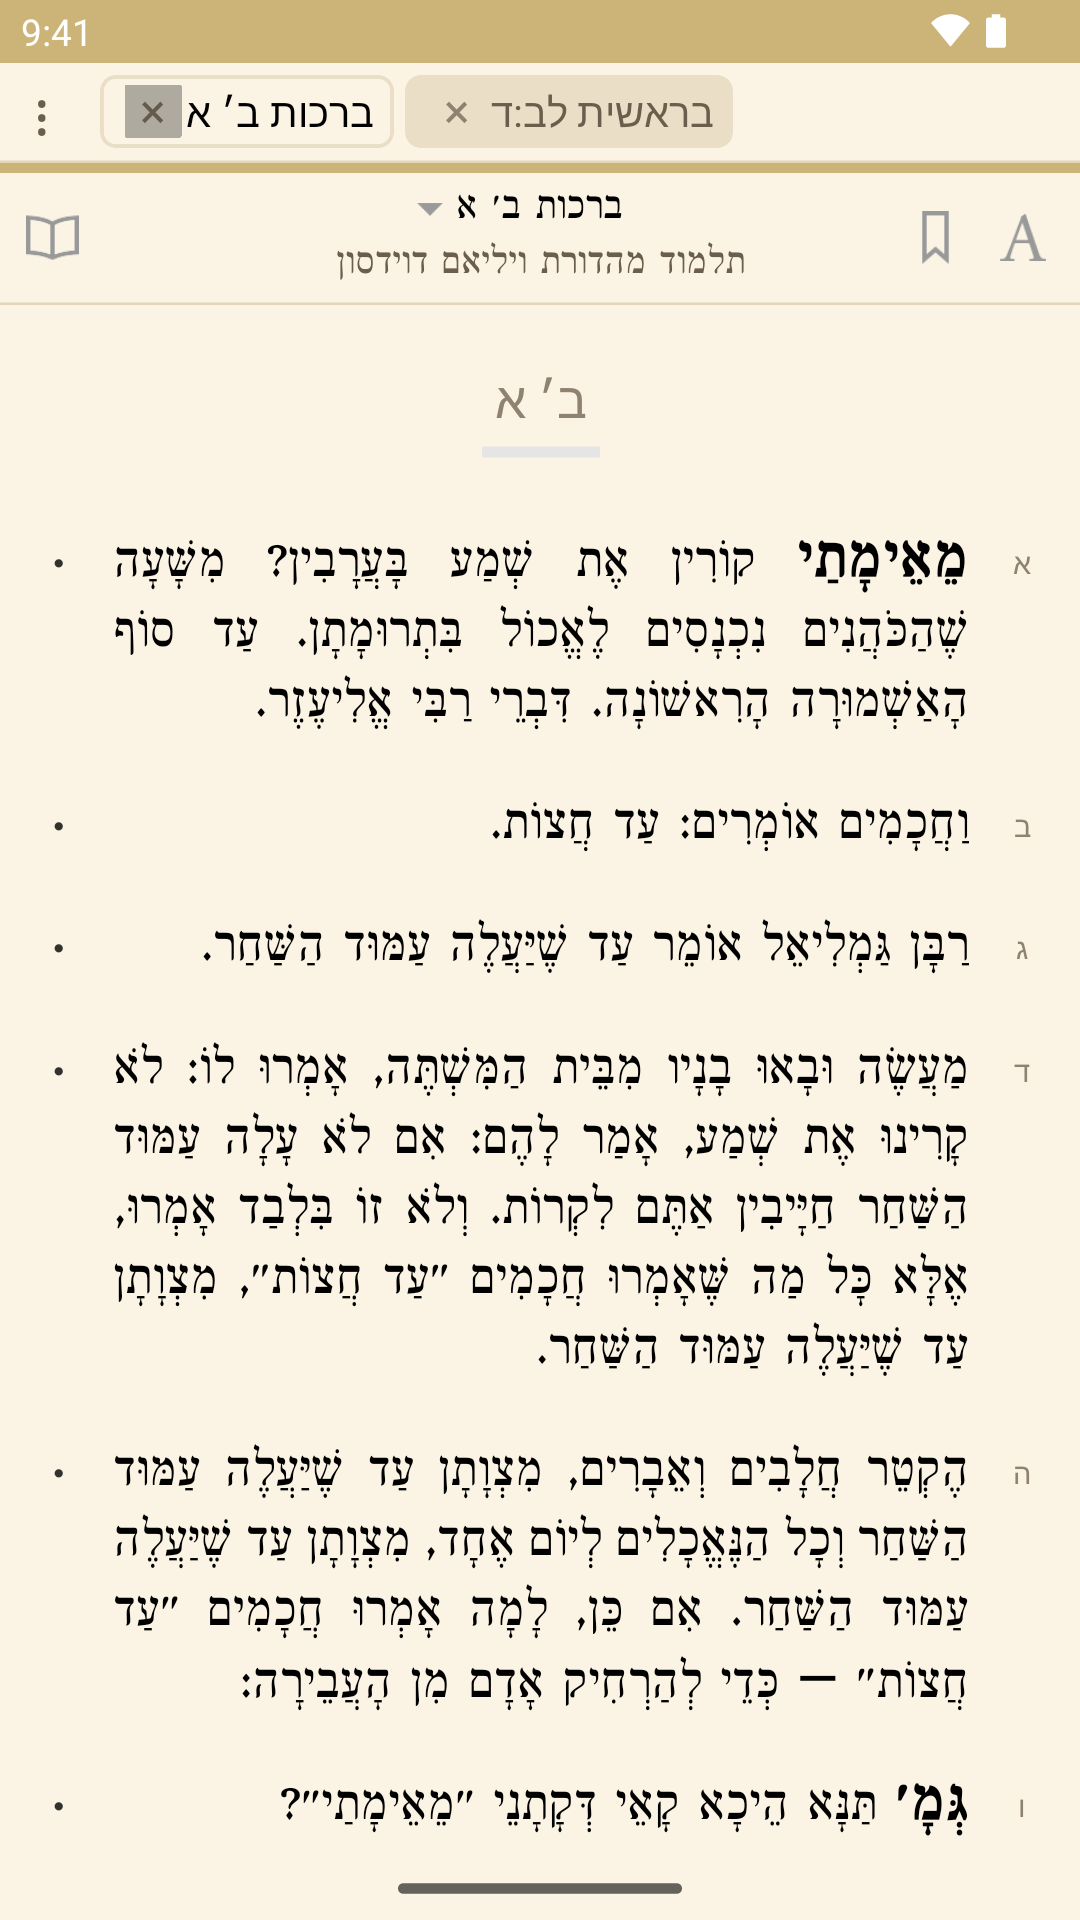 9:41
בראשית לב:ד
ברכות ב׳ א
ברכות ב׳ א
תלמוד מהדורת ויליאם דוידסון
ב׳ א
א
מֵאֵימָתַי קוֹרִין אֶת שְׁמַע בָּעֲרָבִין? מִשָּׁעָה
שֶׁהַכֹּהֲנִים נִכְנָסִים לֶאֱכוֹל בִּתְרוּמָתָן. עַד סוֹף
הָאַשְׁמוּרָה הָרִאשׁוֹנָה. דִּבְרֵי רַבִּי אֱלִיעֶזֶר.
ב
וַחֲכָמִים אוֹמְרִים: עַד חֲצוֹת.
ג
רַבָּן גַּמְלִיאֵל אוֹמֵר עַד שֶׁיַּעֲלֶה עַמּוּד הַשַּׁחַר.
ד
מַעֲשֶׂה וּבָאוּ בָנָיו מִבֵּית הַמִּשְׁתֶּה, אָמְרוּ לוֹ: לֹא
קָרִינוּ אֶת שְׁמַע, אָמַר לָהֶם: אִם לֹא עָלָה עַמּוּד
הַשַּׁחַר חַיָּיבִין אַתֶּם לִקְרוֹת. וְלֹא זוֹ בִּלְבַד אָמְרוּ,
אֶלָּא כָּל מַה שֶּׁאָמְרוּ חֲכָמִים ״עַד חֲצוֹת״, מִצְוָתָן
עַד שֶׁיַּעֲלֶה עַמּוּד הַשַּׁחַר.
ה
הֶקְטֵר חֲלָבִים וְאֵבָרִים, מִצְוָתָן עַד שֶׁיַּעֲלֶה עַמּוּד
הַשַּׁחַר וְכָל הַנֶּאֱכָלִים לְיוֹם אֶחָד, מִצְוָתָן עַד שֶׁיַּעֲלֶה
עַמּוּד הַשַּׁחַר. אִם כֵּן, לָמָה אָמְרוּ חֲכָמִים ״עַד
חֲצוֹת״ — כְּדֵי לְהַרְחִיק אָדָם מִן הָעֲבֵירָה:
ו
גְּמָ׳ תַּנָּא הֵיכָא קָאֵי דְּקָתָנֵי ״מֵאֵימָתַי״?